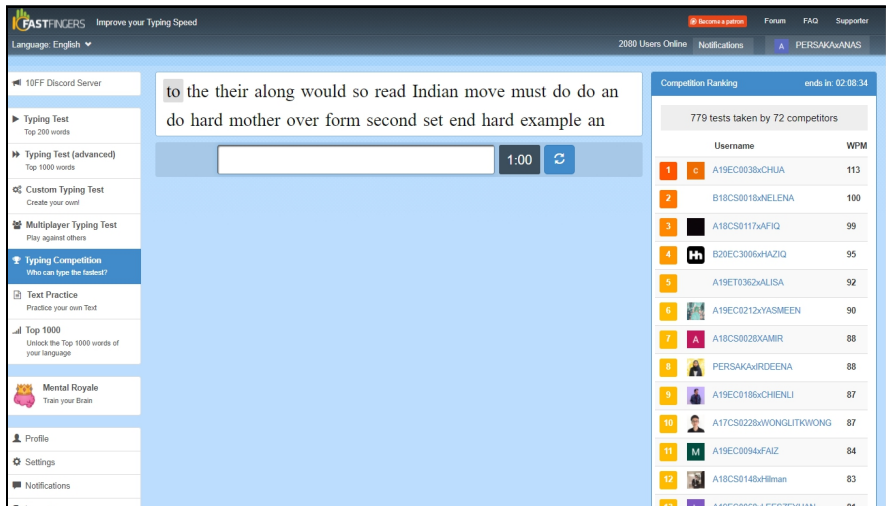 10FASTFINGERS Improve your Typing Speed
Become a patron Forum FAQ Supporter
Language: English
2080 Users Online Notifications A PERSAKAxANAS
10FF Discord Server
Typing Test
Top 200 words
Typing Test (advanced)
Top 1000 words
Custom Typing Test
Create your own!
Multiplayer Typing Test
Play against others
Typing Competition
Who can type the fastest?
Text Practice
Practice your own Text
Top 1000
Unlock the Top 1000 words of
your language
Mental Royale
Train your Brain
Profile
Settings
Notifications
to the their along would so read Indian move must do do an
do hard mother over form second set end hard example an
1:00
Competition Ranking ends in: 02:08:34
779 tests taken by 72 competitors
Username WPM
1 C A19EC0038xCHUA 113
2 B18CS0018xNELENA 100
3 A18CS0117xAFIQ 99
4 Hh B20EC3006xHAZIQ 95
5 A19ET0362xALISA 92
6 A19EC0212xYASMEEN 90
7 A A18CS0028XAMIR 88
8 PERSAKAxIRDEENA 88
9 A19EC0186xCHIENLI 87
10 A17CS0228xWONGLITKWONG 87
11 M A19EC0094xFAIZ 84
12 A18CS0148xHilman 83